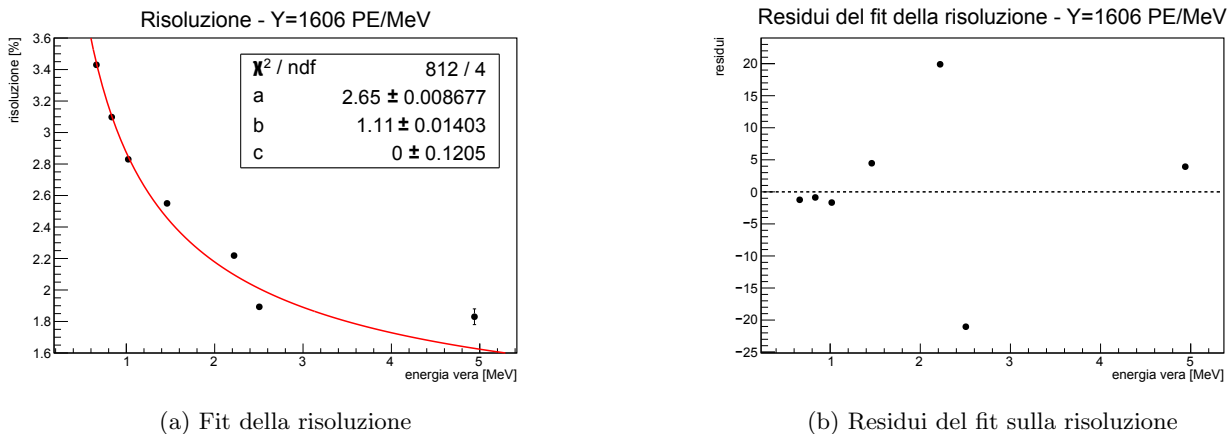 Risoluzione - Y=1606 PE/MeV
risoluzione [%]
3.6
3.4
3.2
3
2.8
2.6
2.4
2.2
2
1.8
1.6
χ² / ndf 812 / 4
a 2.65 ± 0.008677
b 1.11 ± 0.01403
c 0 ± 0.1205
1 2 3 4 5
energia vera [MeV]
(a) Fit della risoluzione
Residui del fit della risoluzione - Y=1606 PE/MeV
residui
20
15
10
5
0
−5
−10
−15
−20
−25
1 2 3 4 5
energia vera [MeV]
(b) Residui del fit sulla risoluzione